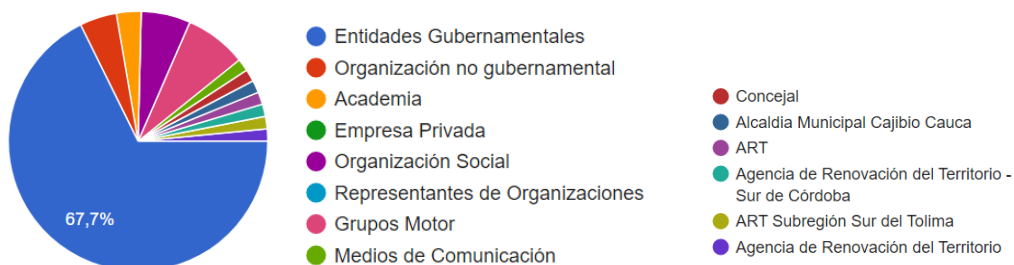 67,7%
Entidades Gubernamentales
Organización no gubernamental
Academia
Empresa Privada
Organización Social
Representantes de Organizaciones
Grupos Motor
Medios de Comunicación
Concejal
Alcaldia Municipal Cajibio Cauca
ART
Agencia de Renovación del Territorio -
Sur de Córdoba
ART Subregión Sur del Tolima
Agencia de Renovación del Territorio